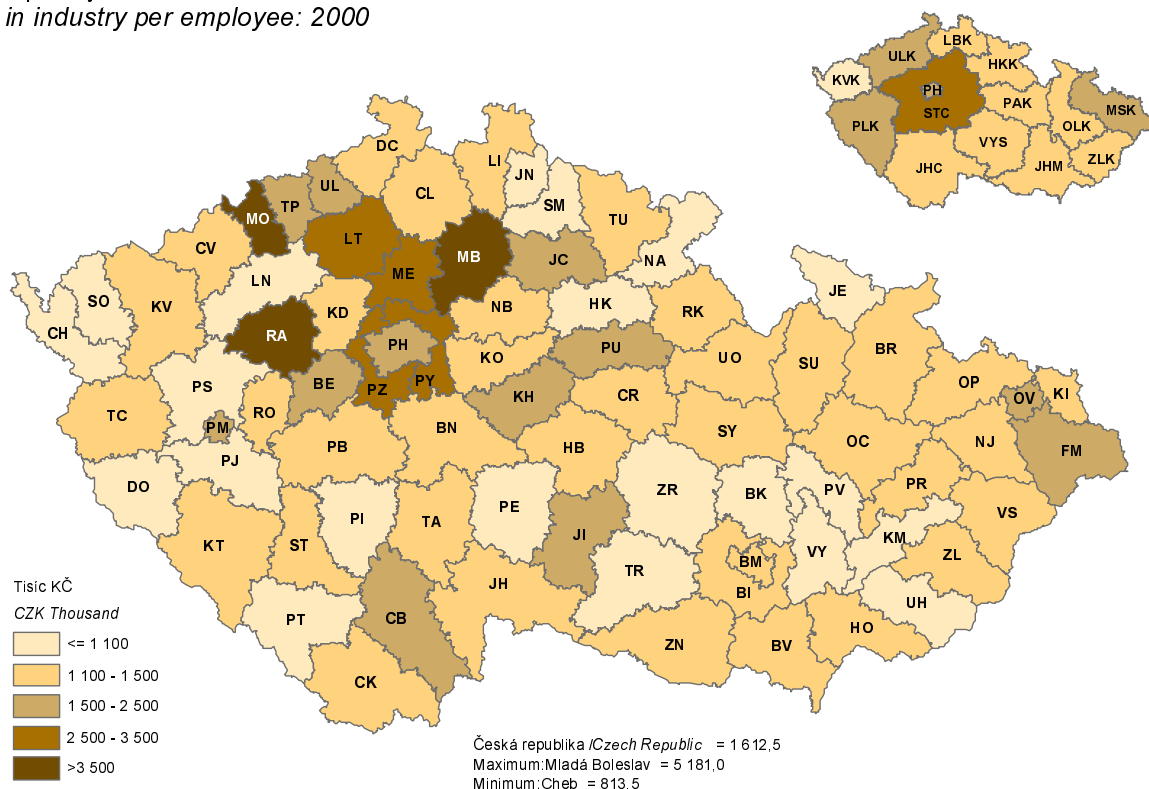 in industry per employee: 2000
LBK
ULK
HKK
KVK
PH
PAK
MSK
STC
PLK
OLK
VYS
ZLK
JHC
JHM
DC
LI
JN
UL
CL
TP
SM
MO
TU
LT
CV
MB
JC
NA
ME
LN
JE
SO
KV
HK
NB
RK
KD
CH
RA
PH
PU
BR
KO
UO
SU
BE
PY
OP
PS
PZ
KH
CR
KI
OV
RO
TC
PM
BN
SY
OC
NJ
PB
HB
FM
PJ
DO
PR
ZR
PV
BK
PE
VS
PI
TA
JI
KM
KT
ST
VY
ZL
BM
TR
JH
BI
UH
PT
CB
HO
ZN
BV
CK
Tisíc KČ
CZK Thousand
<= 1 100
1 100 - 1 500
1 500 - 2 500
2 500 - 3 500
>3 500
Česká republika /Czech Republic = 1 612,5
Maximum:Mladá Boleslav = 5 181,0
Minimum:Cheb = 813.5